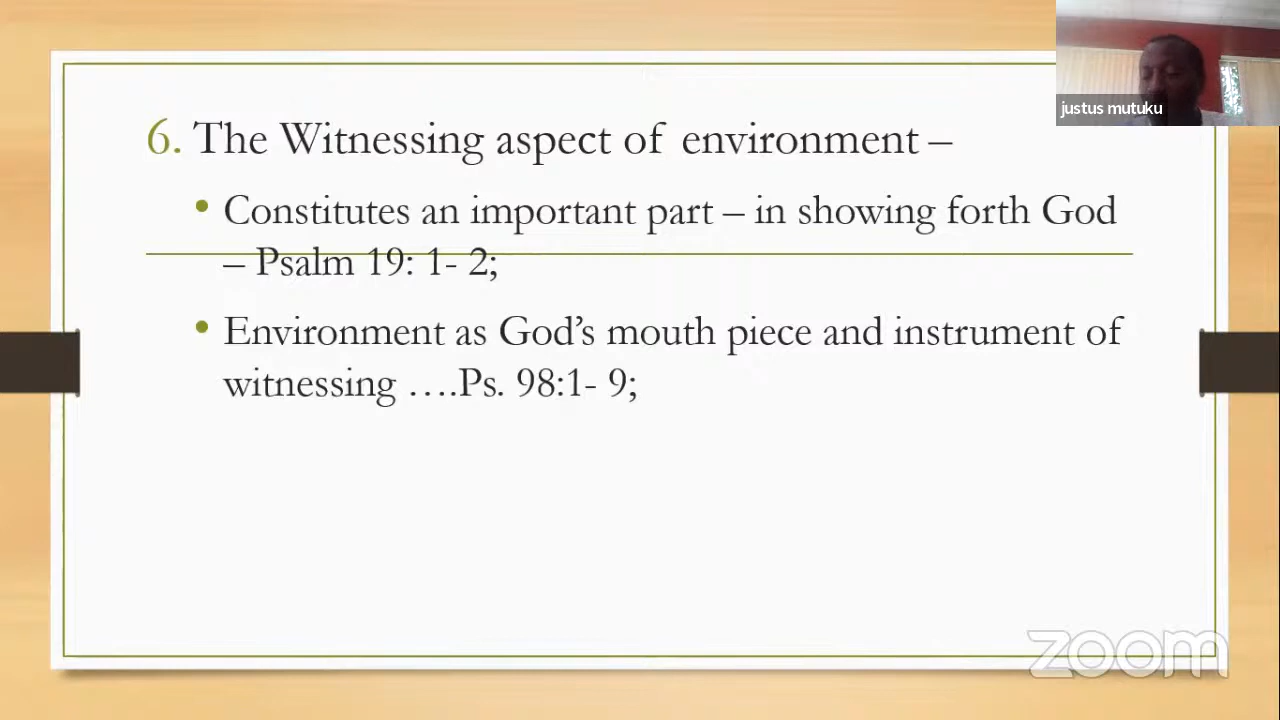 justus mutuku
6. The Witnessing aspect of environment –
• Constitutes an important part – in showing forth God
– Psalm 19: 1- 2;
• Environment as God’s mouth piece and instrument of
witnessing ….Ps. 98:1- 9;
zoom